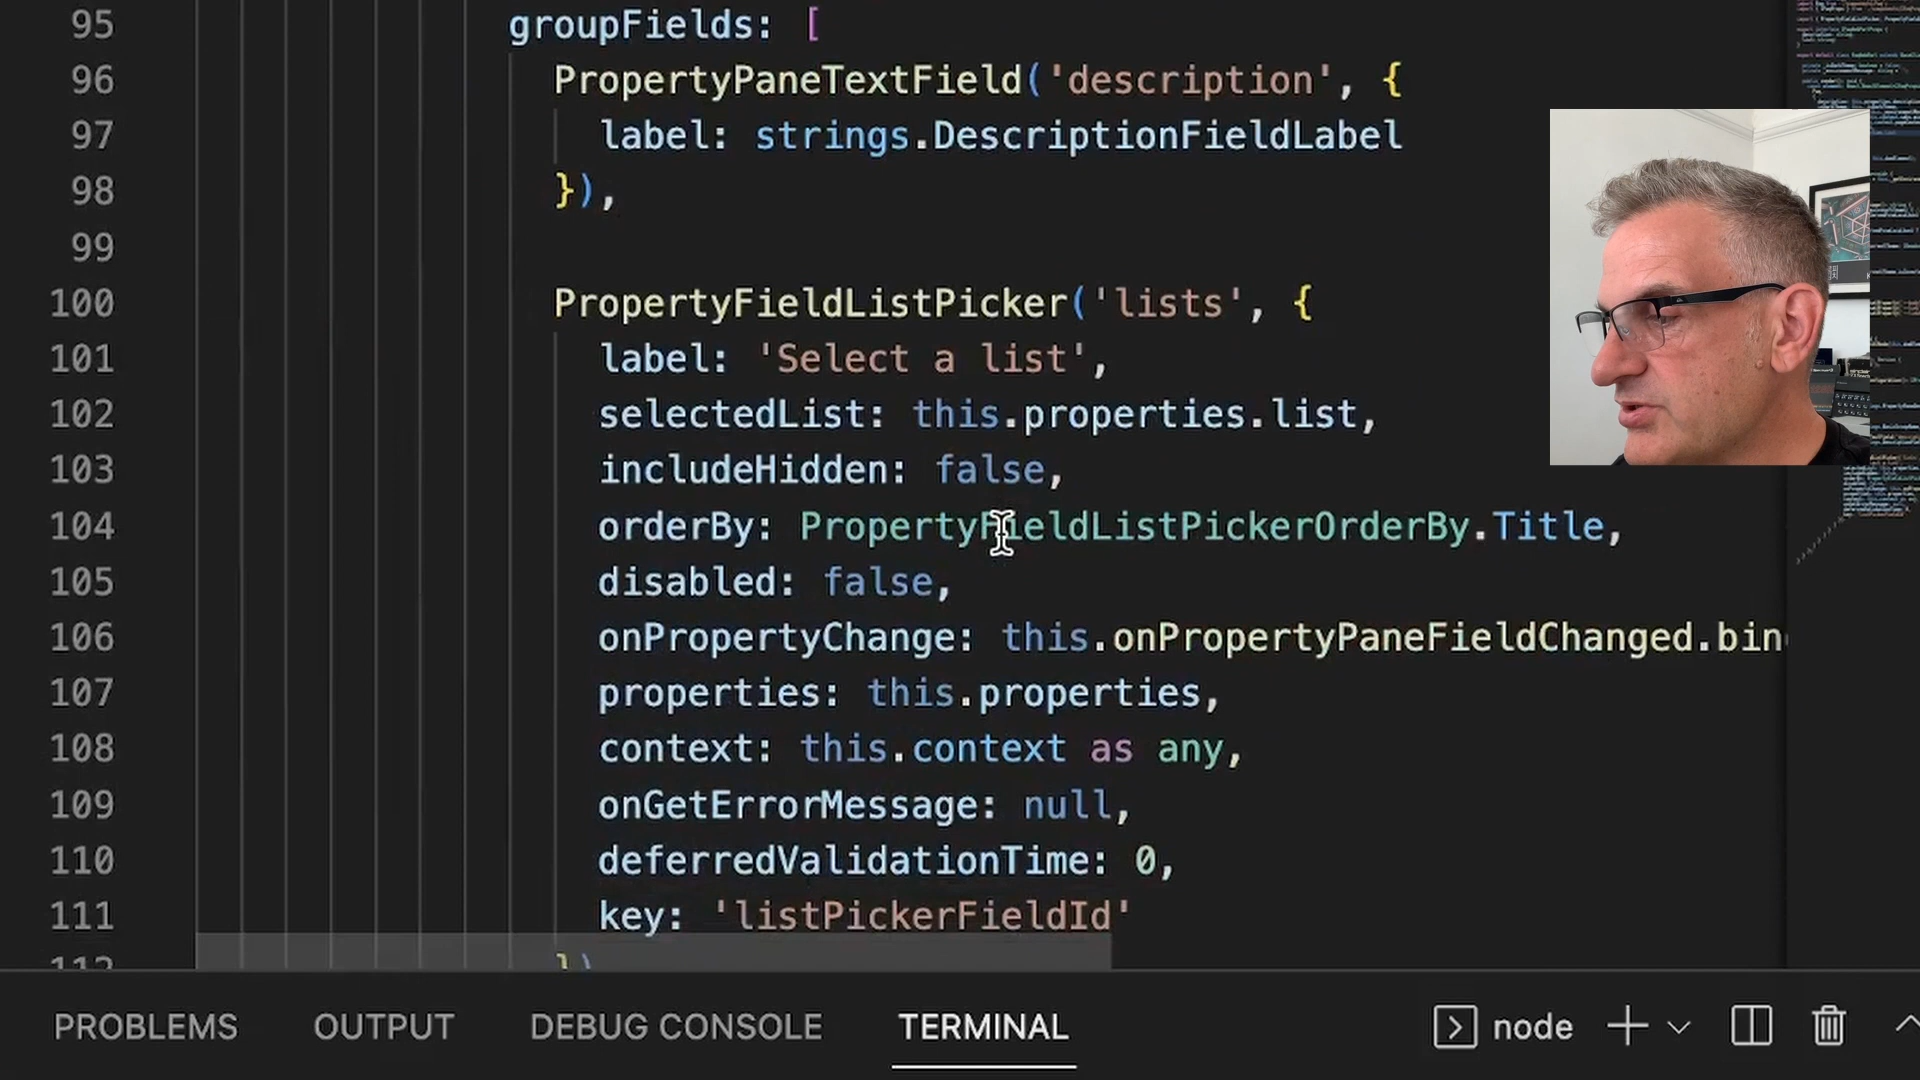 95 groupFields: [
96 PropertyPaneTextField('description', {
97 label: strings.DescriptionFieldLabel
98 }),
99
100 PropertyFieldListPicker('lists', {
101 label: 'Select a list',
102 selectedList: this.properties.list,
103 includeHidden: false,
104 orderBy: PropertyFieldListPickerOrderBy.Title,
105 disabled: false,
106 onPropertyChange: this.onPropertyPaneFieldChanged.bin
107 properties: this.properties,
108 context: this.context as any,
109 onGetErrorMessage: null,
110 deferredValidationTime: 0,
111 key: 'listPickerFieldId'
112 })
PROBLEMS OUTPUT DEBUG CONSOLE TERMINAL node